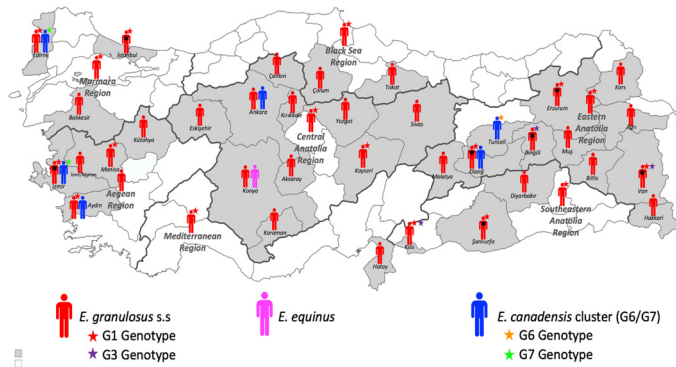 Edirne
İstanbul
Marmara
Region
Black Sea
Region
Balıkesir
Kütahya
Eskişehir
Çankırı
Ankara
Kırıkkale
Çorum
Tokat
Yozgat
Sivas
Central
Anatolia
Region
Kayseri
Aksaray
Konya
Karaman
Manisa
İzmir
Aydın
Aegean
Region
Mediterranean
Region
Hatay
Kilis
Şanlıurfa
Malatya
Elazığ
Tunceli
Bingöl
Erzurum
Kars
Eastern
Anatolia
Region
Muş
Bitlis
Van
Hakkari
Diyarbakır
Southeastern
Anatolia
Region
E. granulosus s.s
G1 Genotype
G3 Genotype
E. equinus
E. canadensis cluster (G6/G7)
G6 Genotype
G7 Genotype